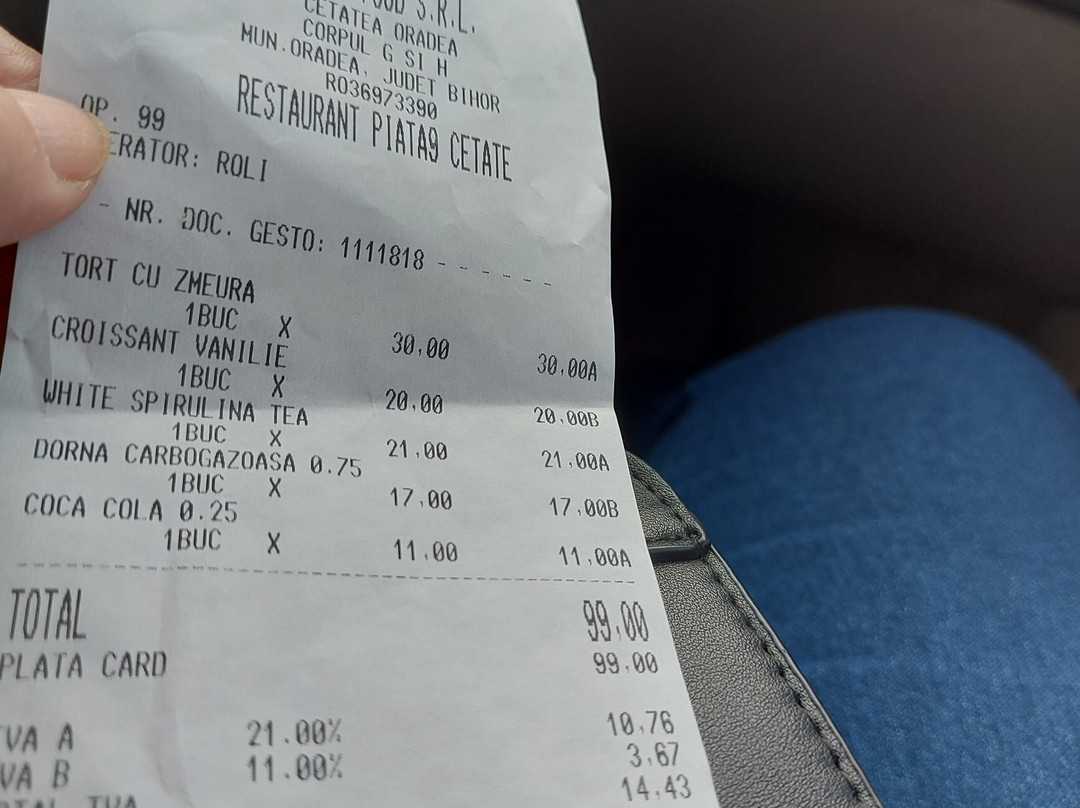 S.R.L.
CETATEA ORADEA
CORPUL G SI H
MUN.ORADEA, JUDET BIHOR
RO36973390
RESTAURANT PIATA9 CETATE
OP. 99
ERATOR: ROLI
- NR. DOC. GESTO: 1111818 - - - - - -
TORT CU ZMEURA
1BUC X 30,00 30,00A
CROISSANT VANILIE
1BUC X 20,00 20,00B
WHITE SPIRULINA TEA
1BUC X 21,00 21,00A
DORNA CARBOGAZOASA 0.75
1BUC X 17,00 17,00B
COCA COLA 0.25
1BUC X 11,00 11,00A
TOTAL 99,00
PLATA CARD 99,00
TVA A 21.00% 10,76
TVA B 11.00% 3,67
TVA 14,43